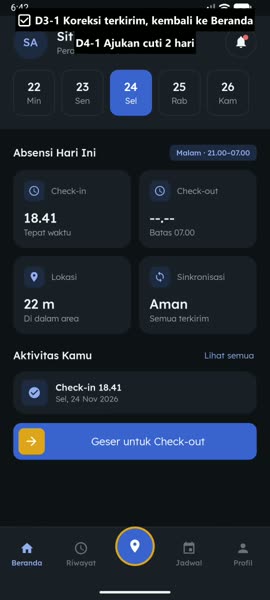 6:42
D3-1 Koreksi terkirim, kembali ke Beranda
D4-1 Ajukan cuti 2 hari
SA
Sit
Pera
22
Min
23
Sen
24
Sel
25
Rab
26
Kam
Absensi Hari Ini
Malam · 21.00–07.00
Check-in
18.41
Tepat waktu
Check-out
--.--
Batas 07.00
Lokasi
22 m
Di dalam area
Sinkronisasi
Aman
Semua terkirim
Aktivitas Kamu
Lihat semua
Check-in 18.41
Sel, 24 Nov 2026
Geser untuk Check-out
Beranda
Riwayat
Jadwal
Profil